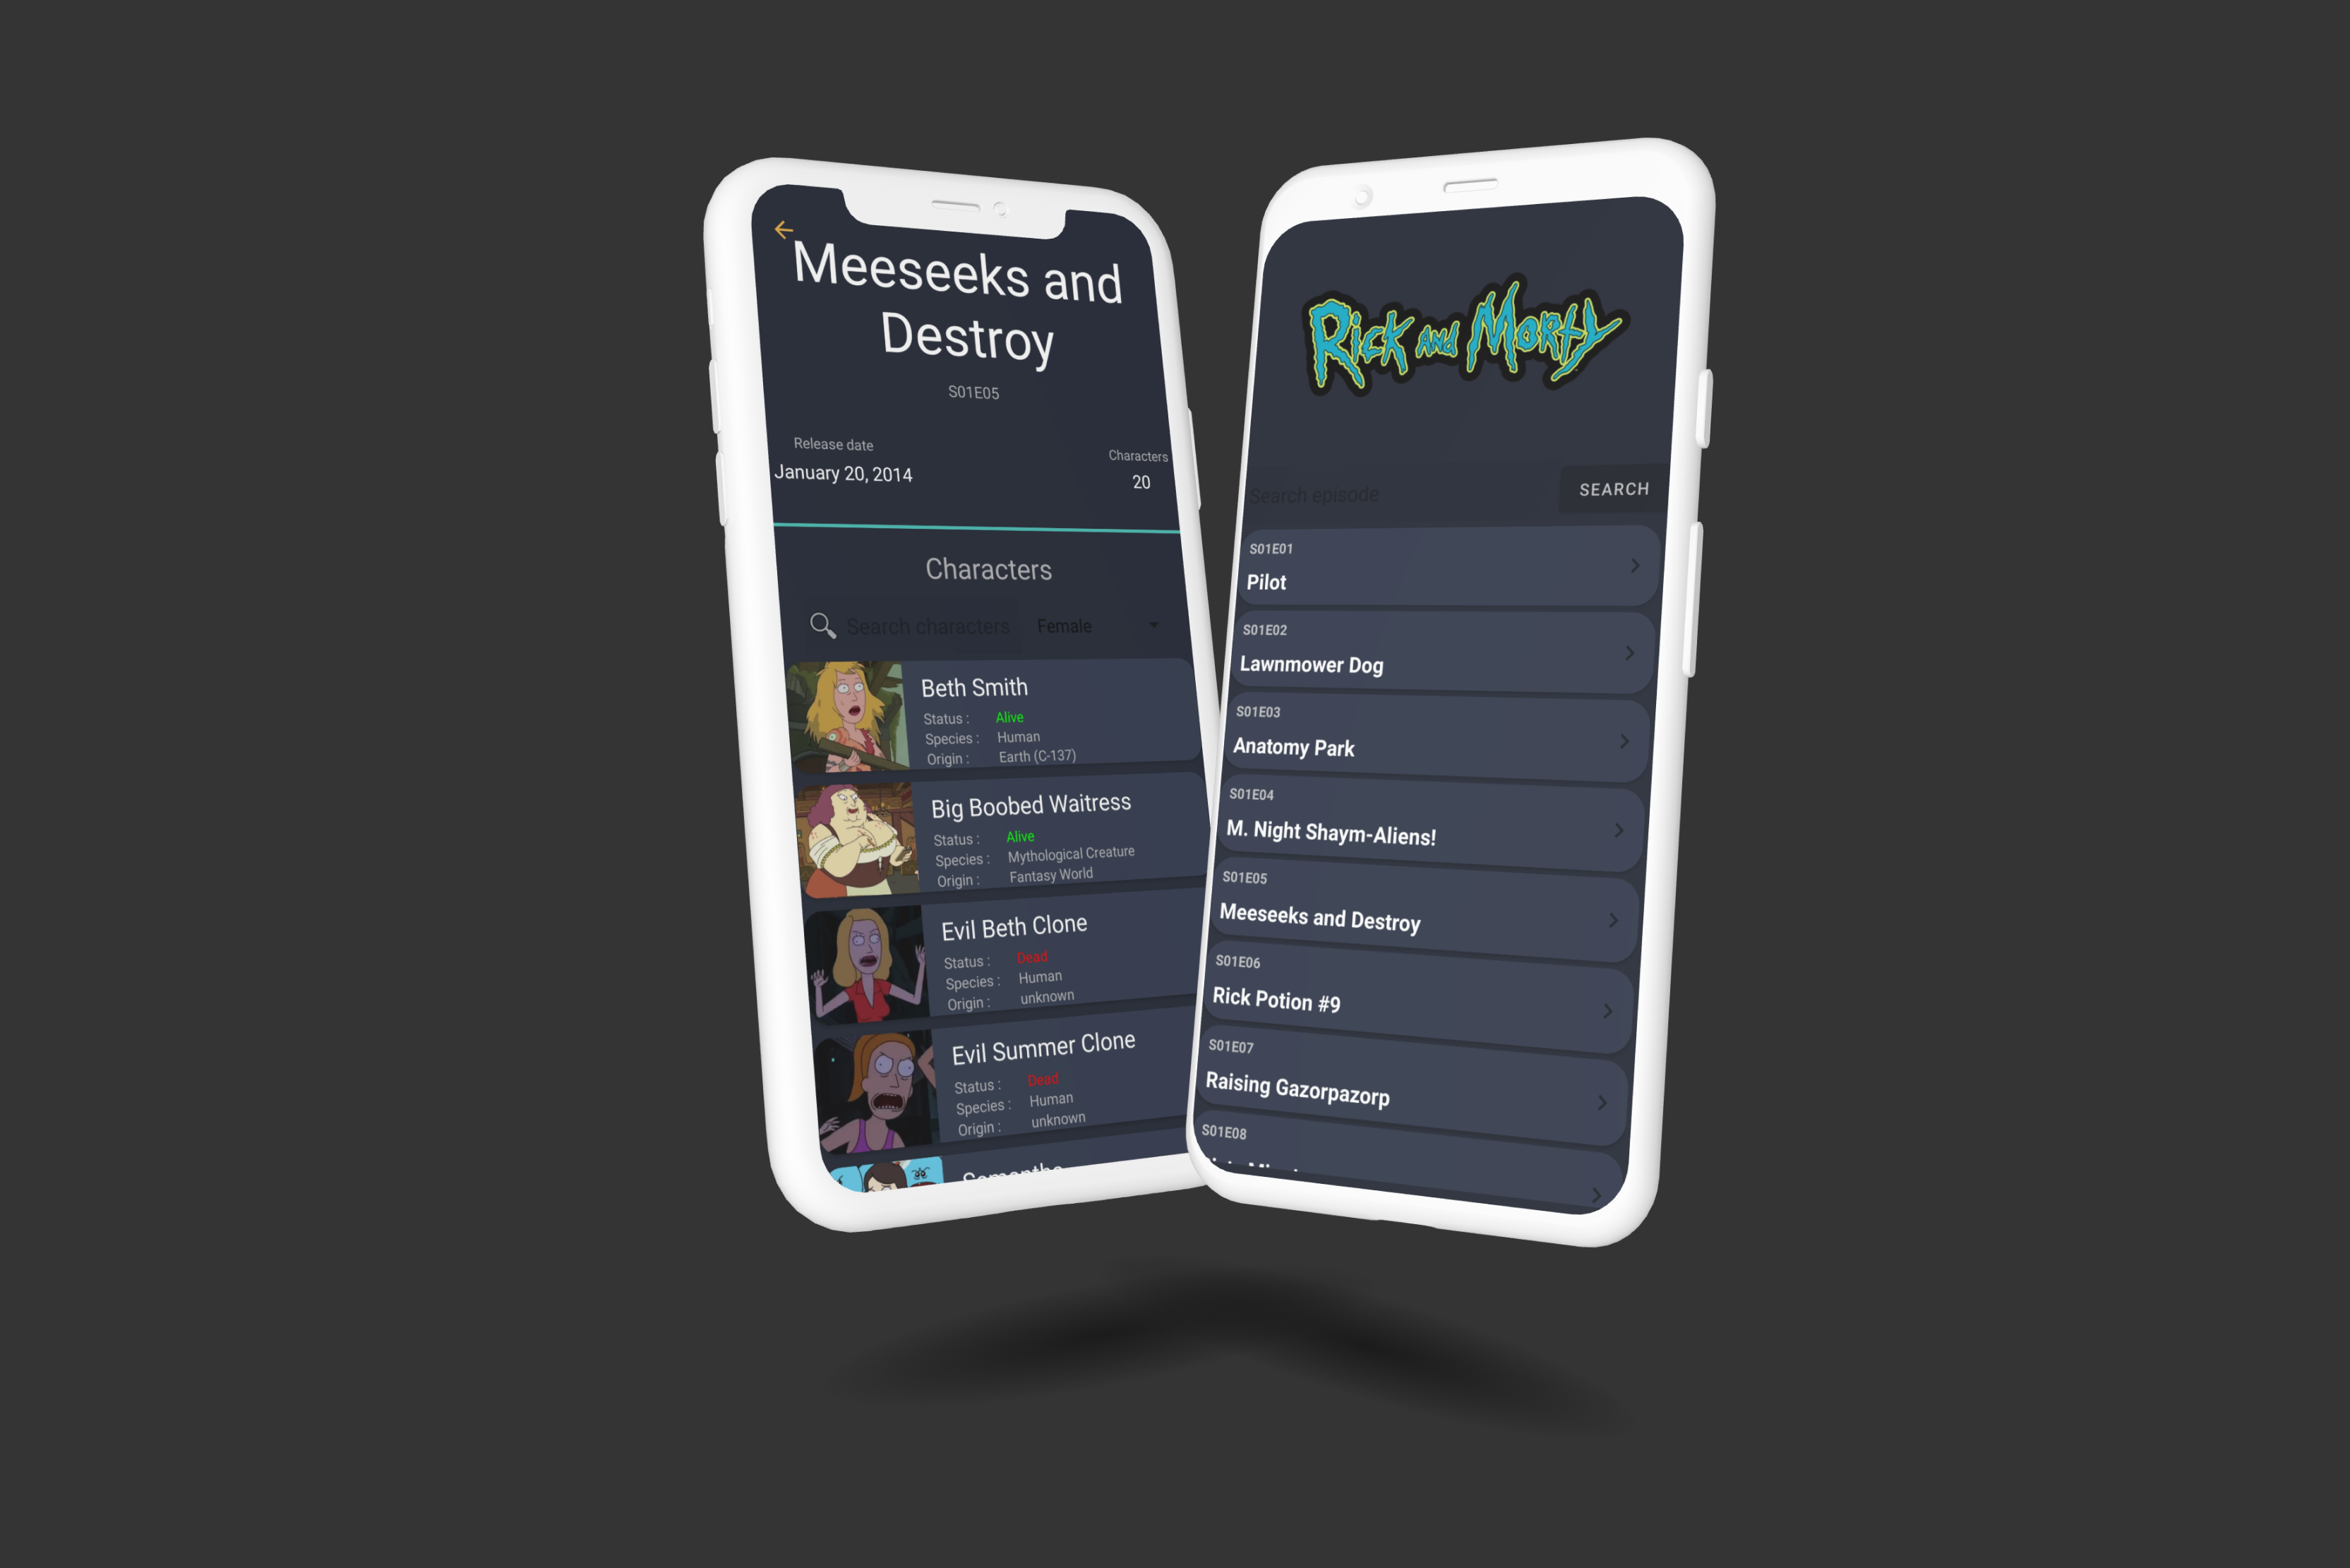 Meeseeks and
Destroy
S01E05
Release date
January 20, 2014
Characters
20
Characters
Search characters
Female
Beth Smith
Status : Alive
Species : Human
Origin : Earth (C-137)
Big Boobed Waitress
Status : Alive
Species : Mythological Creature
Origin : Fantasy World
Evil Beth Clone
Status : Dead
Species : Human
Origin : unknown
Evil Summer Clone
Status : Dead
Species : Human
Origin : unknown
Rick and Morty
Search episode
SEARCH
S01E01
Pilot
S01E02
Lawnmower Dog
S01E03
Anatomy Park
S01E04
M. Night Shaym-Aliens!
S01E05
Meeseeks and Destroy
S01E06
Rick Potion #9
S01E07
Raising Gazorpazorp
S01E08